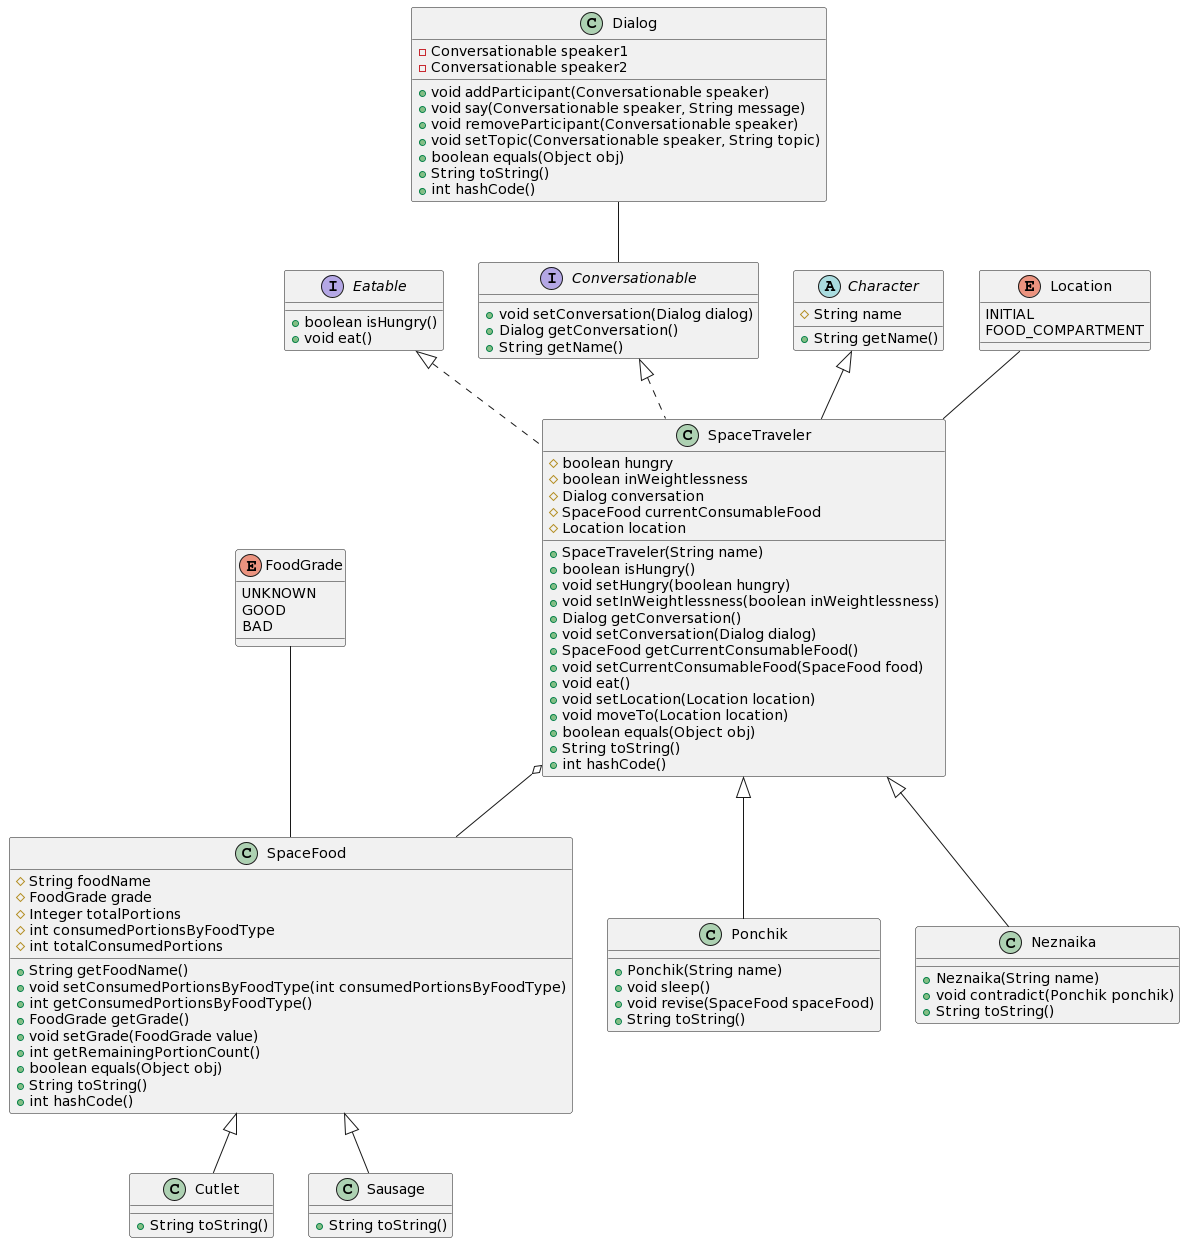 C Dialog
Conversationable speaker1
Conversationable speaker2
void addParticipant(Conversationable speaker)
void say(Conversationable speaker, String message)
void removeParticipant(Conversationable speaker)
void setTopic(Conversationable speaker, String topic)
boolean equals(Object obj)
String toString()
int hashCode()
I Eatable
boolean isHungry()
void eat()
I Conversationable
void setConversation(Dialog dialog)
Dialog getConversation()
String getName()
A Character
String name
String getName()
E Location
INITIAL
FOOD_COMPARTMENT
C SpaceTraveler
boolean hungry
boolean inWeightlessness
Dialog conversation
SpaceFood currentConsumableFood
Location location
SpaceTraveler(String name)
boolean isHungry()
void setHungry(boolean hungry)
void setInWeightlessness(boolean inWeightlessness)
Dialog getConversation()
void setConversation(Dialog dialog)
SpaceFood getCurrentConsumableFood()
void setCurrentConsumableFood(SpaceFood food)
void eat()
void setLocation(Location location)
void moveTo(Location location)
boolean equals(Object obj)
String toString()
int hashCode()
E FoodGrade
UNKNOWN
GOOD
BAD
C SpaceFood
String foodName
FoodGrade grade
Integer totalPortions
int consumedPortionsByFoodType
int totalConsumedPortions
String getFoodName()
void setConsumedPortionsByFoodType(int consumedPortionsByFoodType)
int getConsumedPortionsByFoodType()
FoodGrade getGrade()
void setGrade(FoodGrade value)
int getRemainingPortionCount()
boolean equals(Object obj)
String toString()
int hashCode()
C Ponchik
Ponchik(String name)
void sleep()
void revise(SpaceFood spaceFood)
String toString()
C Neznaika
Neznaika(String name)
void contradict(Ponchik ponchik)
String toString()
C Cutlet
String toString()
C Sausage
String toString()